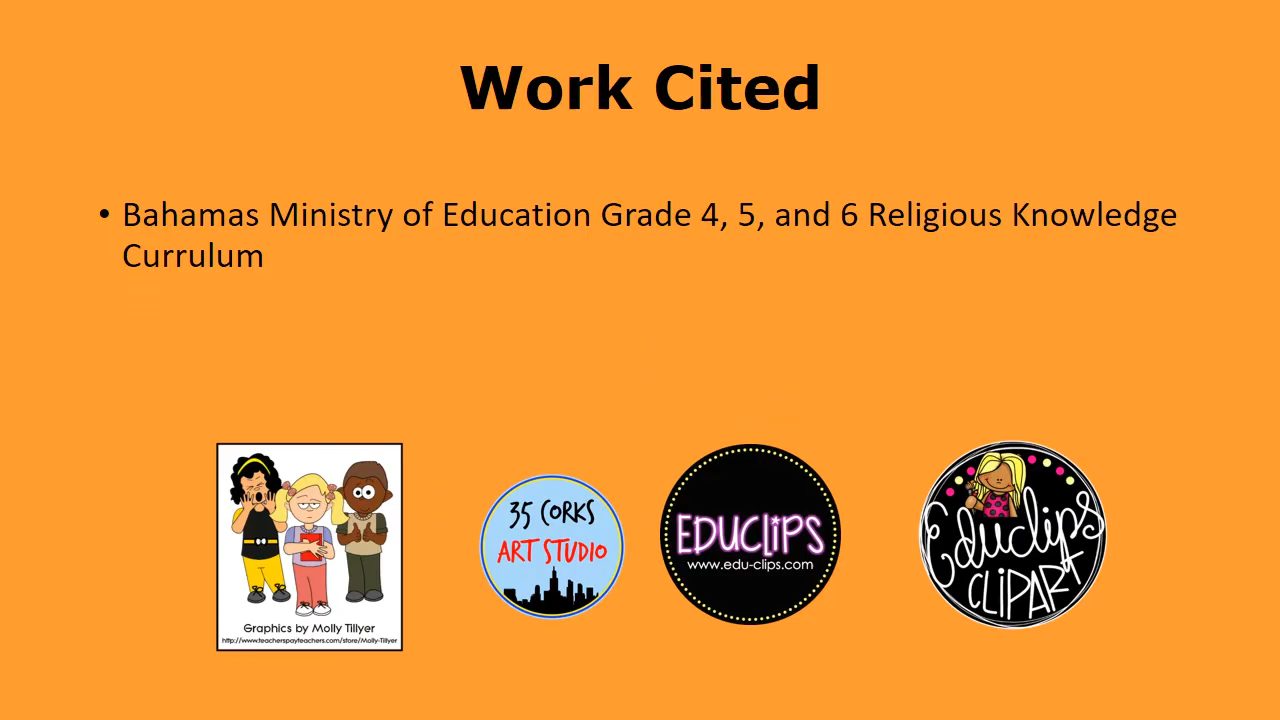 Work Cited
• Bahamas Ministry of Education Grade 4, 5, and 6 Religious Knowledge
Currulum
Graphics by Molly Tillyer
http://www.teacherspayteachers.com/store/Molly-Tillyer
35 CORKS
ART STUDIO
EDUCLIPS
www.edu-clips.com
Educlips
CLIPART